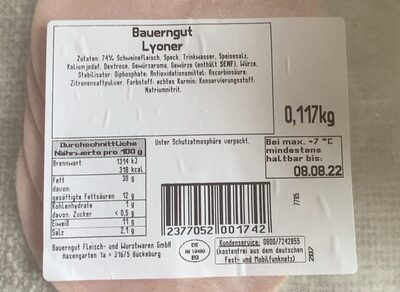 Bauerngut
Lyoner
Zutaten: 74% Schweinefleisch, Speck, Trinkwasser, Speisesalz,
Kaliumjodat, Dextrose, Gewürzaroma, Gewürze (enthält SENF), Würze,
Stabilisator: Diphosphate, Antioxidationsmittel: Ascorbinsäure,
Zitronensaftpulver, Farbstoff: echtes Karmin; Konservierungsstoff:
Natriumnitrit.
0,117kg
Durchschnittliche
Nährwerte pro 100 g
Brennwert 1314 kJ
318 kcal
Fett 30 g
davon:
gesättigte Fettsäuren 12 g
Kohlenhydrate 1 g
davon: Zucker < 0,5 g
Eiweiß 11 g
Salz 2,1 g
Unter Schutzatmosphäre verpackt.
Bei max. +7 °C
mindestens
haltbar bis:
08.08.22
2377052 001742
7785
Bauerngut Fleisch- und Wurstwaren GmbH
Hasengarten 1a • 31675 Bückeburg
DE
NI 10480
EG
Kundenservice: 0800/7242855
(kostenfrei aus dem deutschen
Fest- und Mobilfunknetz)